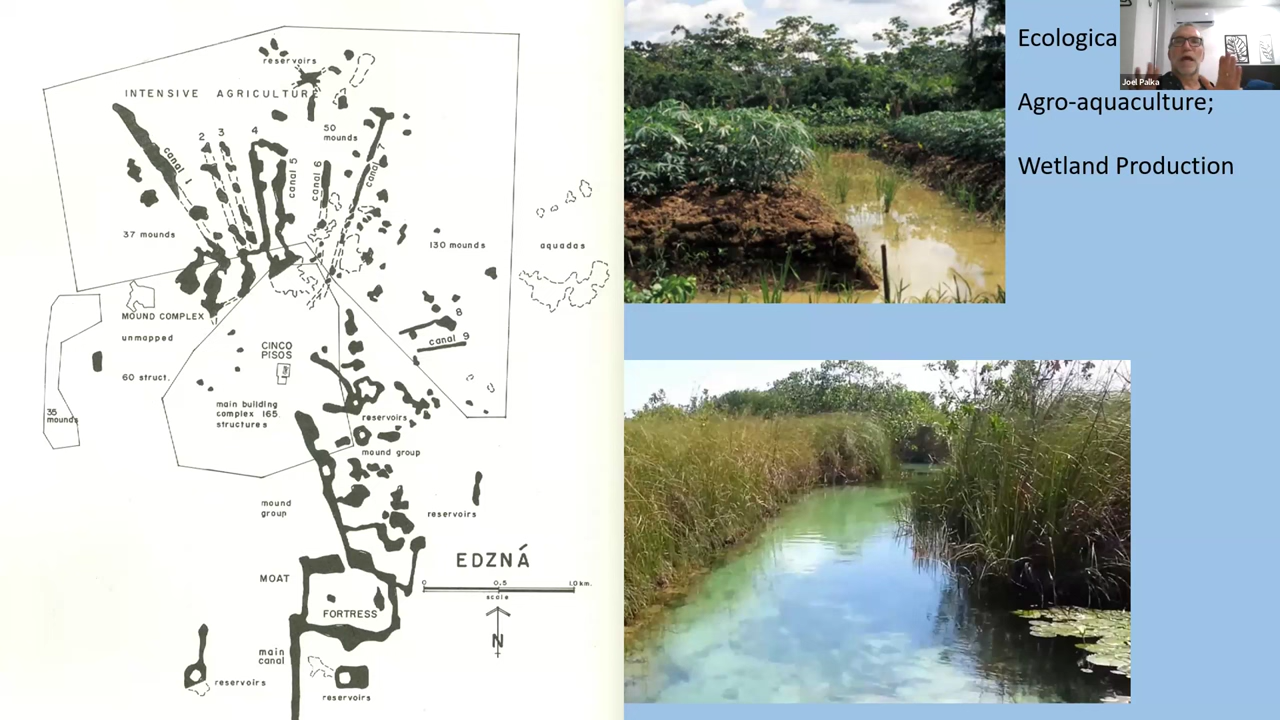 reservoirs
INTENSIVE AGRICULTURE
2
3
4
50
mounds
canal 1
canal 5
canal 6
canal 7
37 mounds
130 mounds
aquadas
MOUND COMPLEX
unmapped
60 struct.
35
mounds
8
canal 9
CINCO
PISOS
main building
complex 165
structures
reservoirs
mound group
mound
group
reservoirs
EDZNÁ
0 0.5 1.0 km.
scale
N
MOAT
FORTRESS
main
canal
reservoirs
reservoirs
Ecologica
Agro-aquaculture;
Wetland Production
Joel Palka